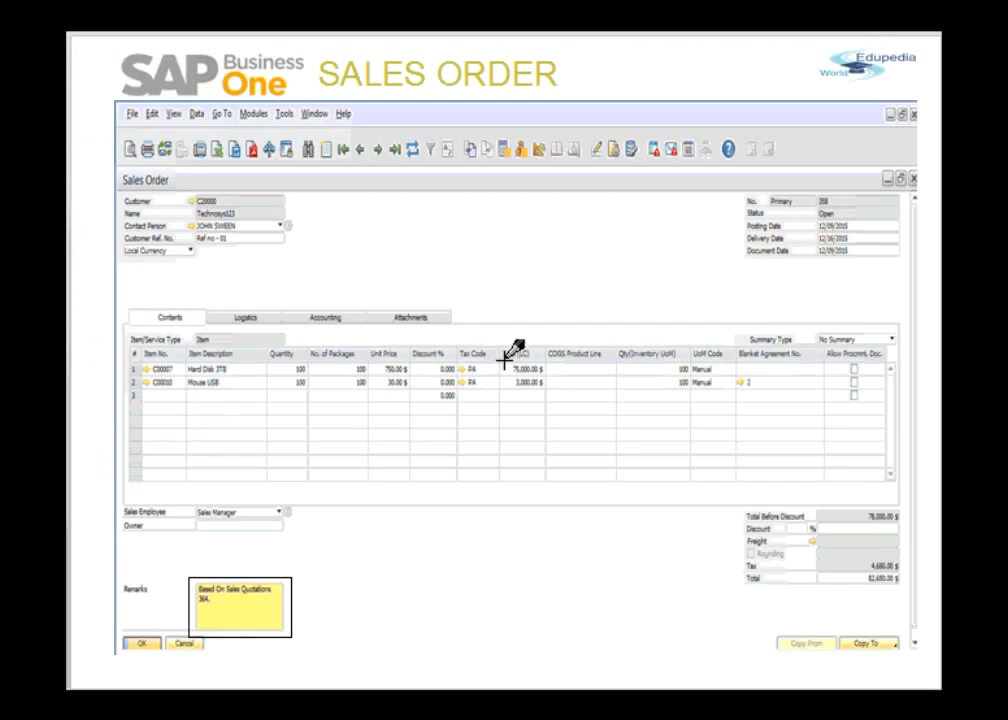 SAP Business One SALES ORDER
Edupedia World
File Edit View Data Go To Modules Tools Window Help
Sales Order
Customer C20000 No. Primary 358
Name Technosys123 Status Open
Contact Person JOHN SWEEN Posting Date 12/09/2015
Customer Ref. No. Ref no - 01 Delivery Date 12/16/2015
Local Currency Document Date 12/09/2015
Contents Logistics Accounting Attachments
Item/Service Type Item Summary Type No Summary
# Item No. Item Description Quantity No. of Packages Unit Price Discount % Tax Code (LC) COGS Product Line Qty(Inventory UoM) UoM Code Blanket Agreement No. Allow Procmnt. Doc.
1 C00007 Hard Disk 3TB 100 100 750.00 $ 0.000 PA 75,000.00 $ 100 Manual
2 C00010 Mouse USB 100 100 30.00 $ 0.000 PA 3,000.00 $ 100 Manual 2
3 0.000
Sales Employee Sales Manager
Owner
Total Before Discount 78,000.00 $
Discount %
Freight
Rounding
Tax 4,680.00 $
Total 82,680.00 $
Remarks Based On Sales Quotations
364.
OK Cancel Copy From Copy To